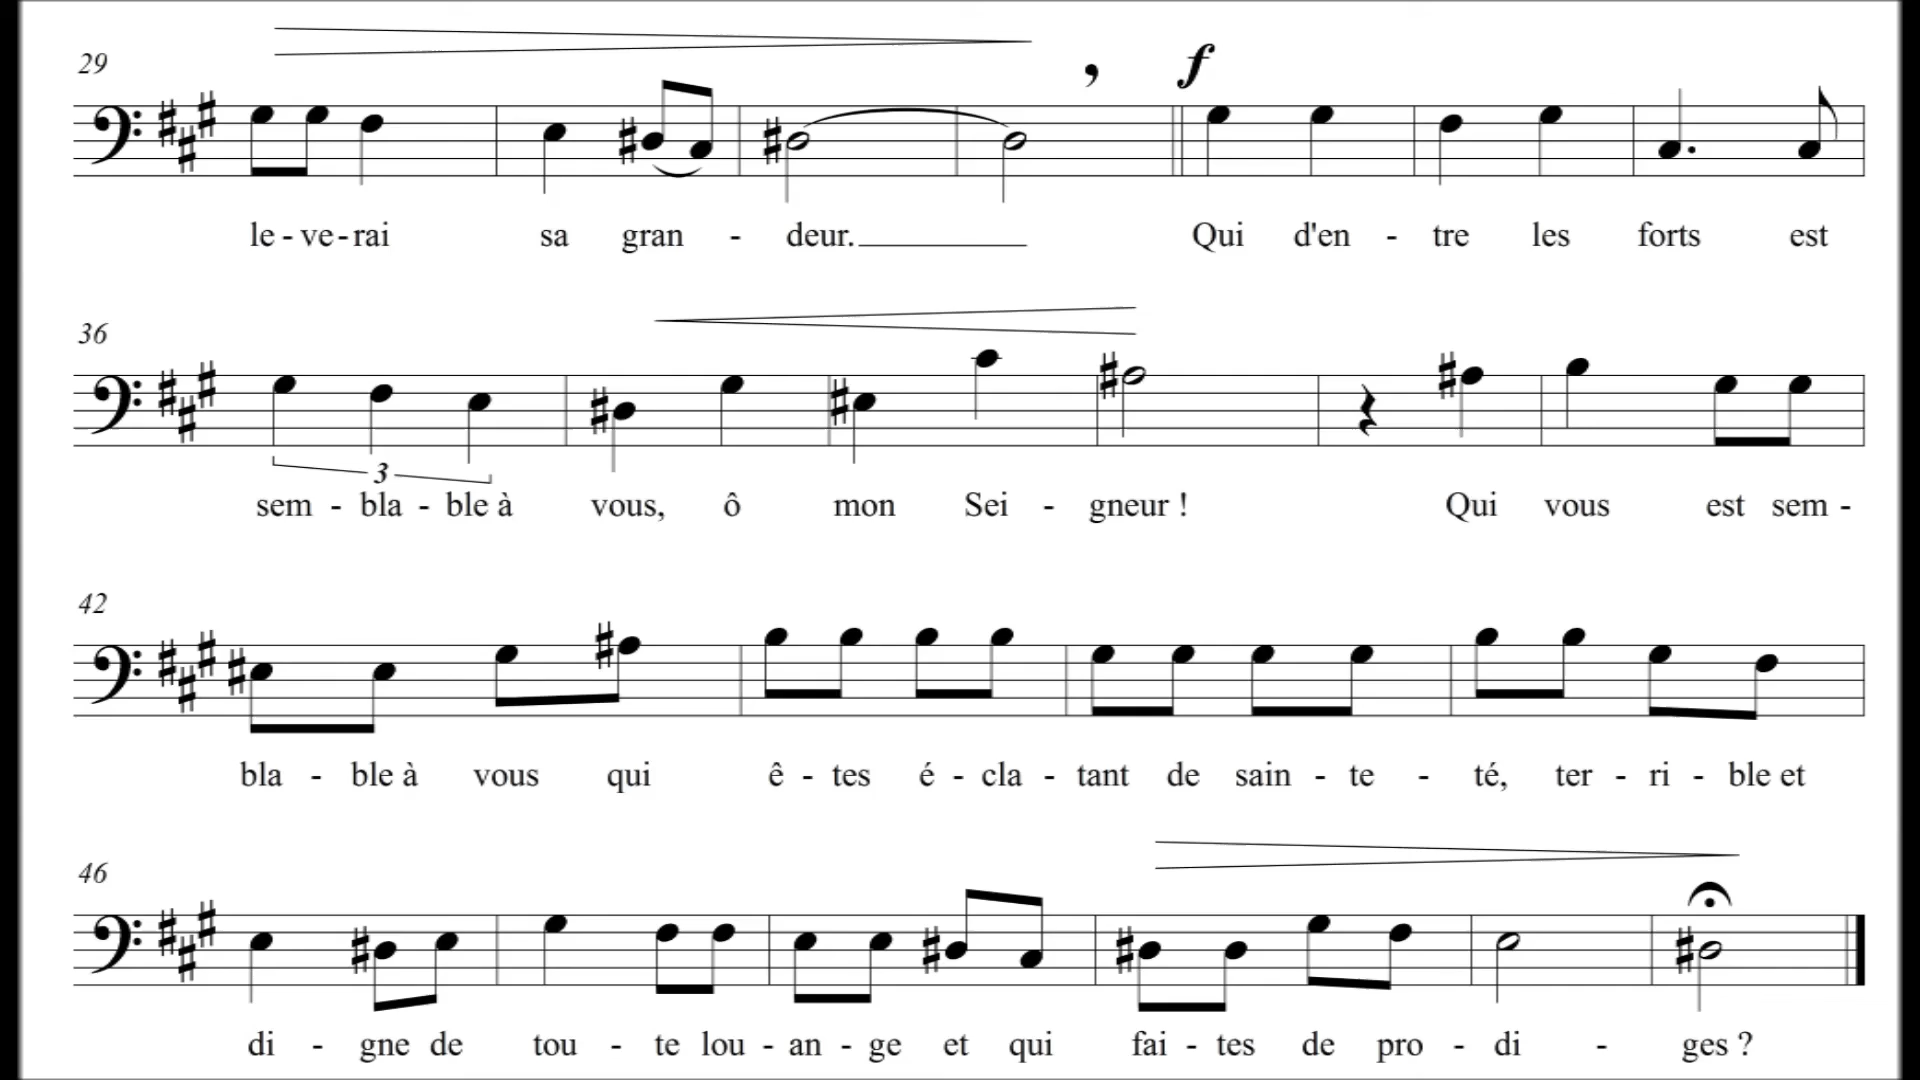 29
f
le - ve - rai sa gran - deur.______ Qui d'en - tre les forts est
36
3
sem - bla - ble à vous, ô mon Sei - gneur ! Qui vous est sem -
42
bla - ble à vous qui ê - tes é - cla - tant de sain - te - té, ter - ri - ble et
46
di - gne de tou - te lou - an - ge et qui fai - tes de pro - di - ges ?